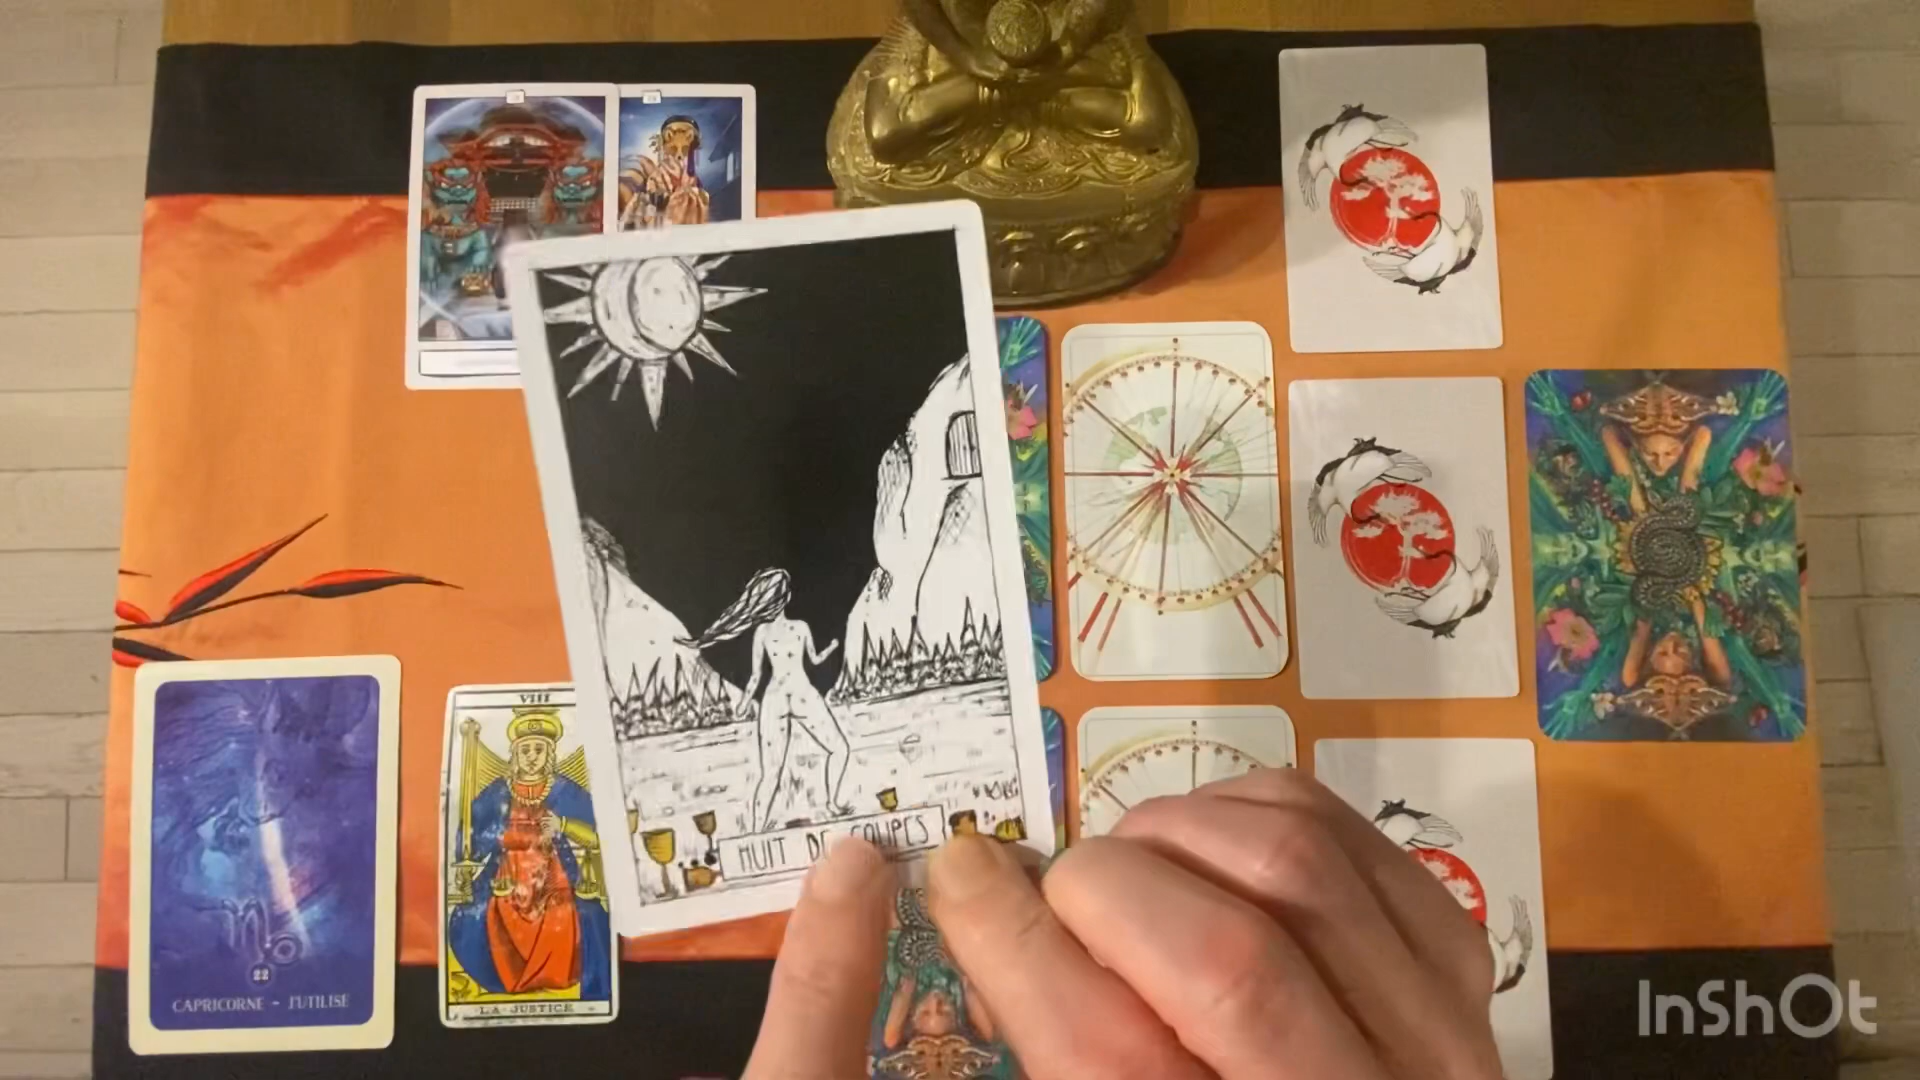 VIII
HUIT DE COUPES
22
CAPRICORNE - J'UTILISE
LA JUSTICE
InShOt